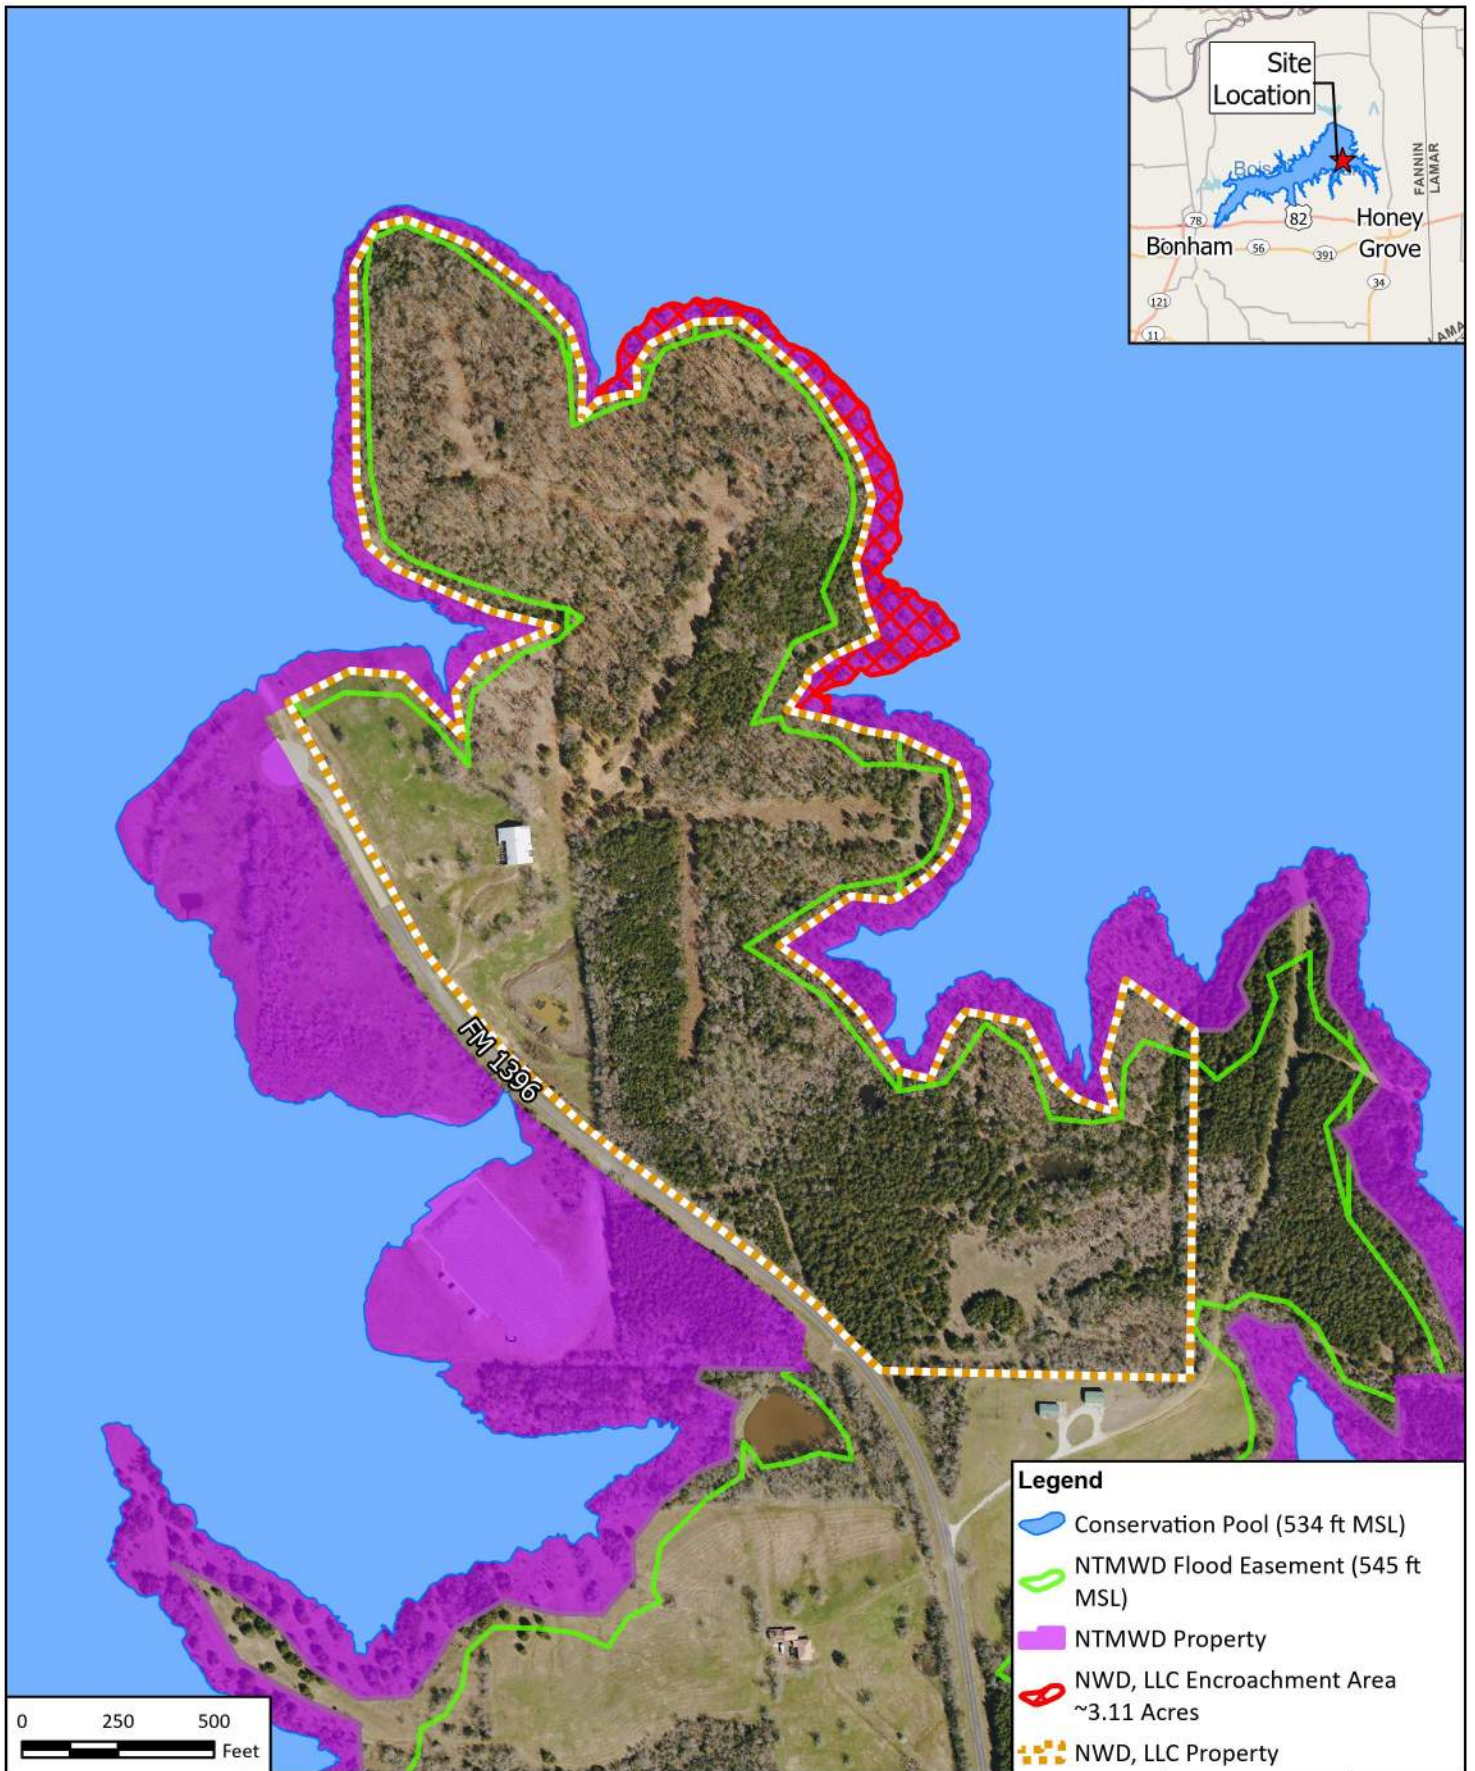 Site
Location
Bois
FANNIN
LAMAR
78
82
Honey
Grove
Bonham
56
391
34
121
11
LAMA
FM 1396
Legend
Conservation Pool (534 ft MSL)
NTMWD Flood Easement (545 ft
MSL)
NTMWD Property
NWD, LLC Encroachment Area
~3.11 Acres
NWD, LLC Property
0 250 500
Feet